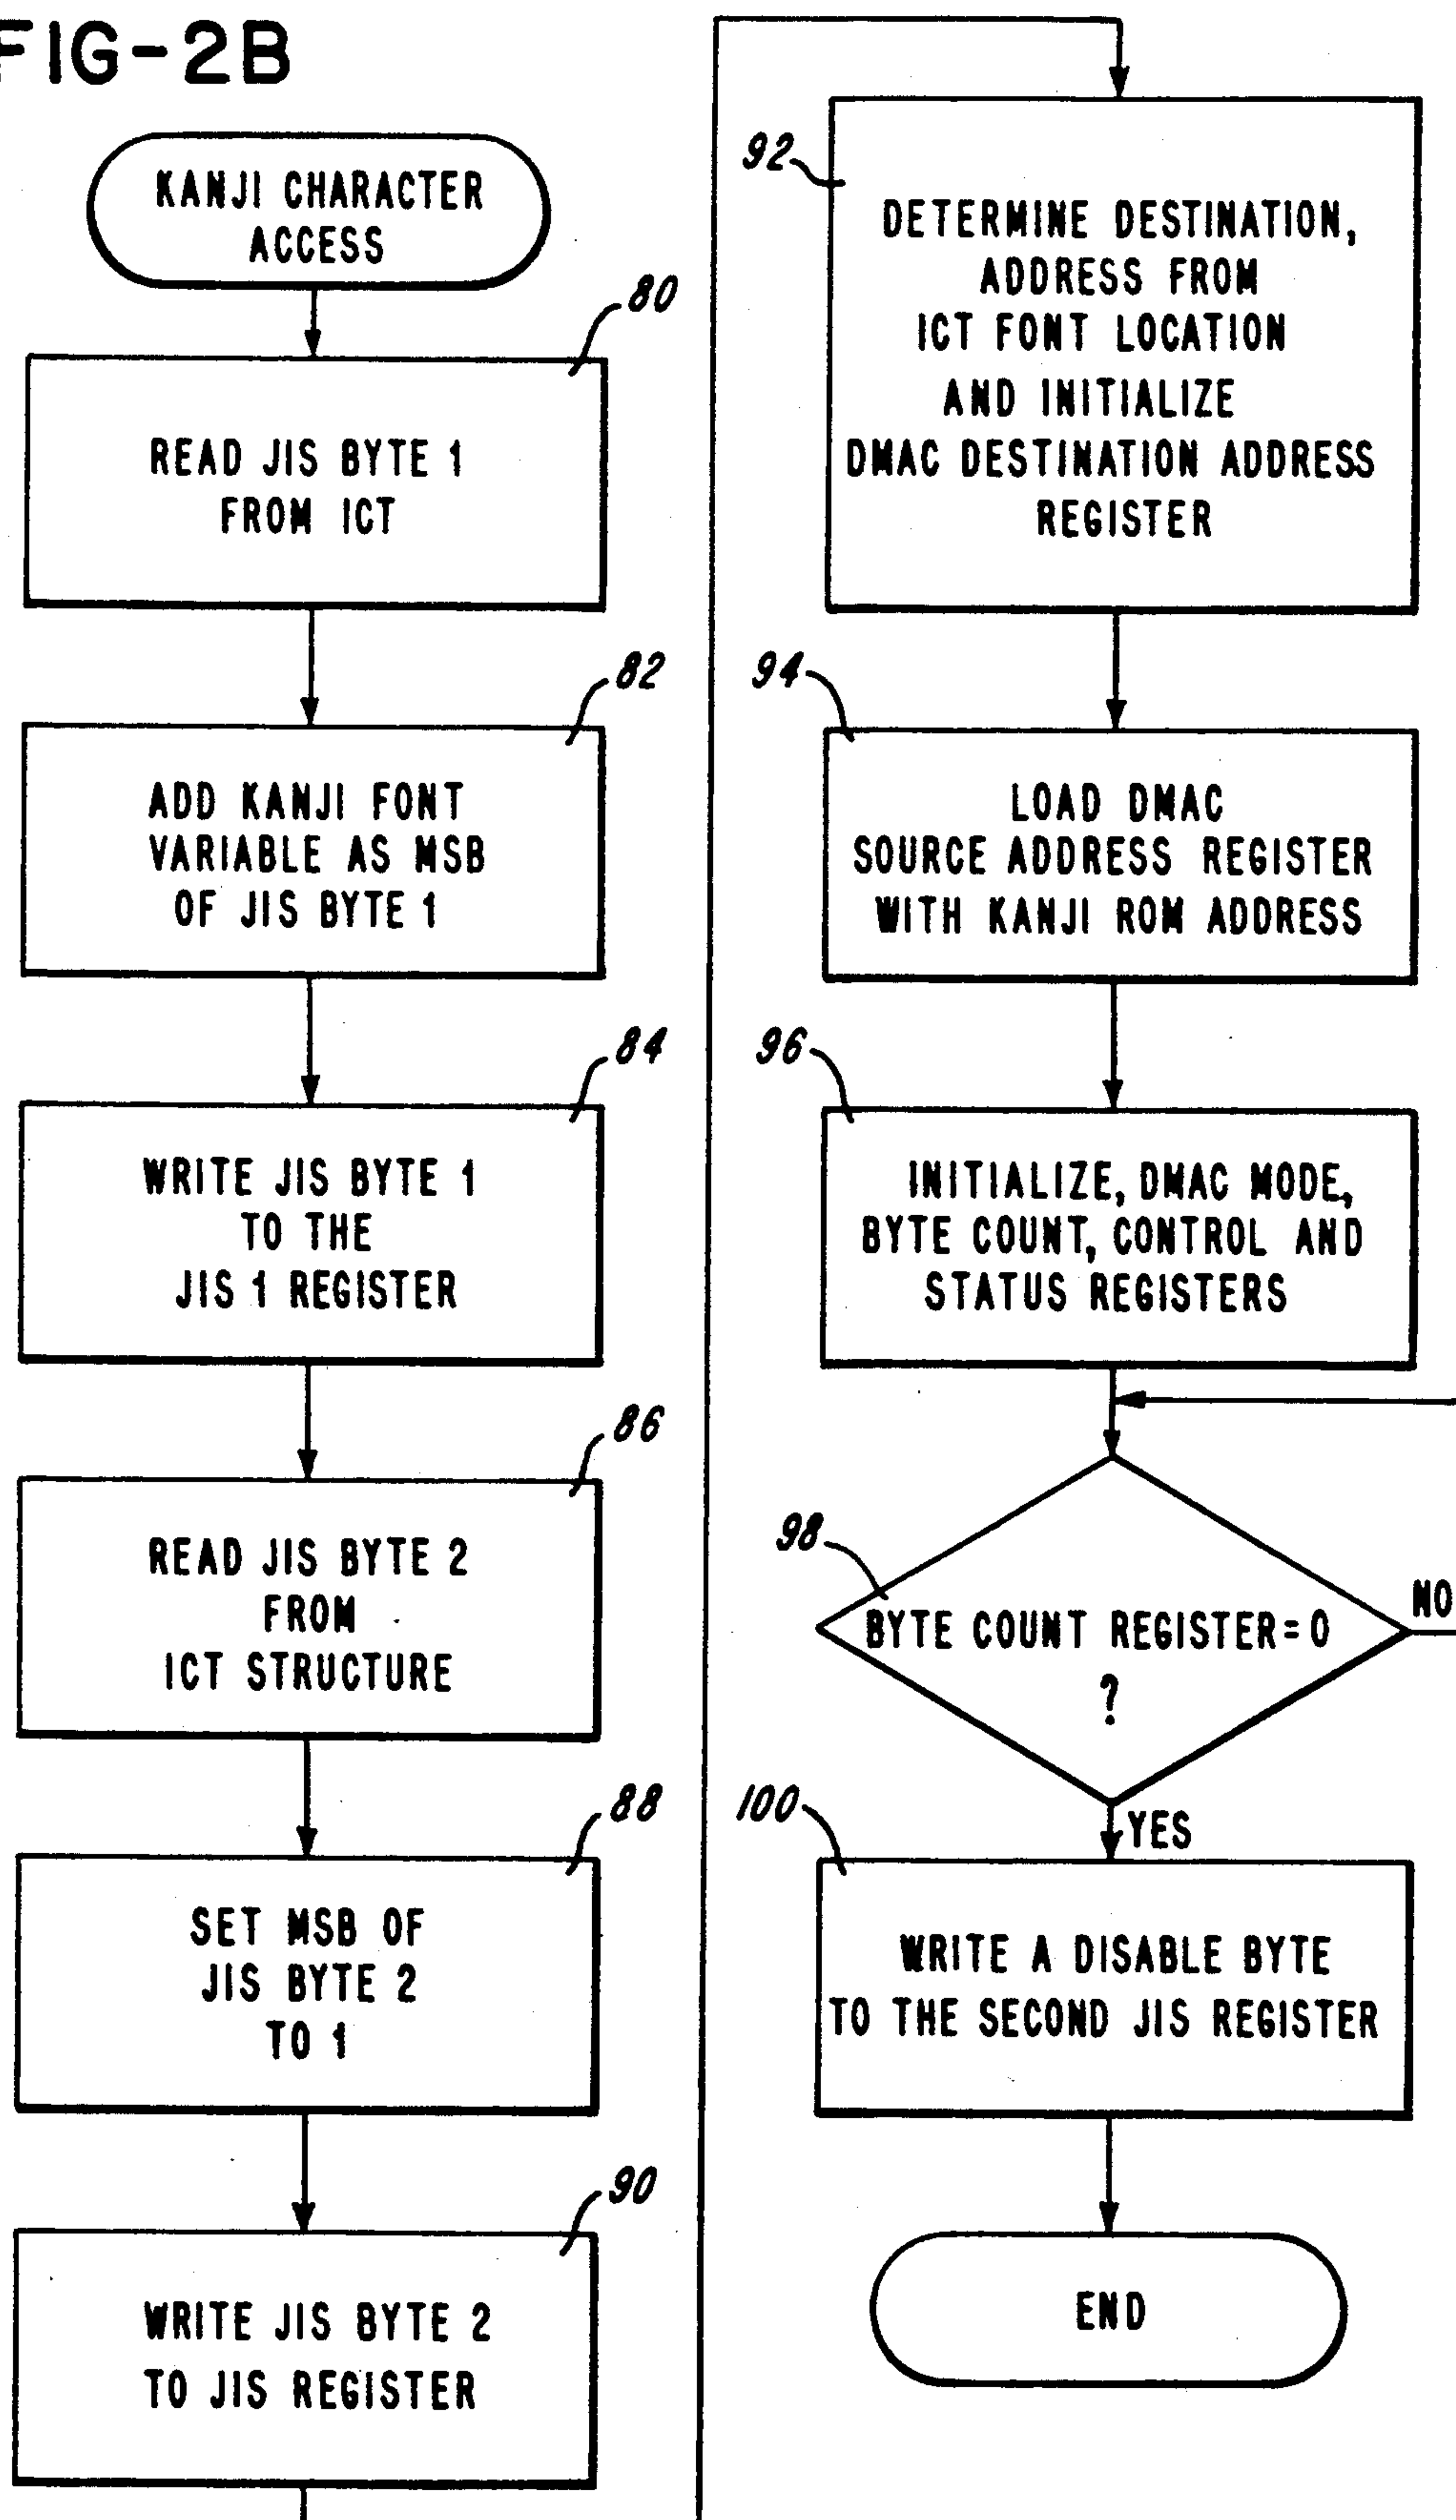 FIG-2B
KANJI CHARACTER
ACCESS
80
READ JIS BYTE 1
FROM ICT
82
ADD KANJI FONT
VARIABLE AS MSB
OF JIS BYTE 1
84
WRITE JIS BYTE 1
TO THE
JIS 1 REGISTER
86
READ JIS BYTE 2
FROM
ICT STRUCTURE
88
SET MSB OF
JIS BYTE 2
TO 1
90
WRITE JIS BYTE 2
TO JIS REGISTER
92
DETERMINE DESTINATION,
ADDRESS FROM
ICT FONT LOCATION
AND INITIALIZE
DMAC DESTINATION ADDRESS
REGISTER
94
LOAD DMAC
SOURCE ADDRESS REGISTER
WITH KANJI ROM ADDRESS
96
INITIALIZE, DMAC MODE,
BYTE COUNT, CONTROL AND
STATUS REGISTERS
98
BYTE COUNT REGISTER=0
?
NO
YES
100
WRITE A DISABLE BYTE
TO THE SECOND JIS REGISTER
END